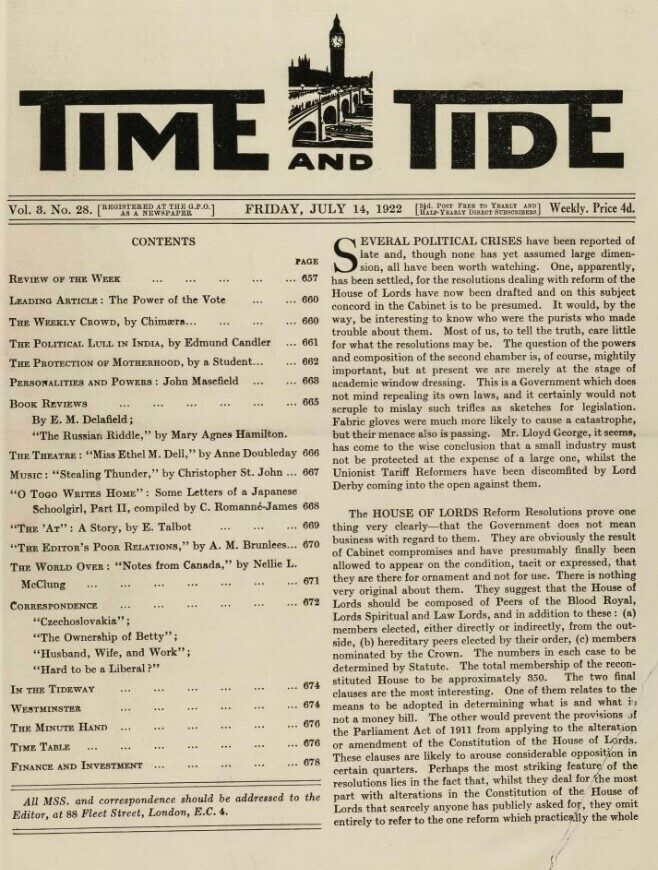 TIME AND TIDE
Vol. 3. No. 28. [REGISTERED AT THE G.P.O. AS A NEWSPAPER] FRIDAY, JULY 14, 1922 [½d. POST FREE TO YEARLY AND HALF-YEARLY DIRECT SUBSCRIBERS] Weekly. Price 4d.
CONTENTS
PAGE
REVIEW OF THE WEEK ... ... ... ... ... 657
LEADING ARTICLE: The Power of the Vote ... ... 660
THE WEEKLY CROWD, by Chimæra... ... ... ... 660
THE POLITICAL LULL IN INDIA, by Edmund Candler ... 661
THE PROTECTION OF MOTHERHOOD, by a Student... ... 662
PERSONALITIES AND POWERS: John Masefield ... ... 663
BOOK REVIEWS ... ... ... ... ... 665
By E. M. Delafield;
"The Russian Riddle," by Mary Agnes Hamilton.
THE THEATRE: "Miss Ethel M. Dell," by Anne Doubleday 666
MUSIC: "Stealing Thunder," by Christopher St. John ... 667
"O TOGO WRITES HOME": Some Letters of a Japanese
Schoolgirl, Part II, compiled by C. Romanné-James 668
"THE 'AT": A Story, by E. Talbot ... ... ... 669
"THE EDITOR'S POOR RELATIONS," by A. M. Brunlees... 670
THE WORLD OVER: "Notes from Canada," by Nellie L.
McClung ... ... ... ... ... ... 671
CORRESPONDENCE ... ... ... ... ... 672
"Czechoslovakia";
"The Ownership of Betty";
"Husband, Wife, and Work";
"Hard to be a Liberal?"
IN THE TIDEWAY ... ... ... ... ... 674
WESTMINSTER ... ... ... ... ... 674
THE MINUTE HAND ... ... ... ... ... 676
TIME TABLE ... ... ... ... ... ... 676
FINANCE AND INVESTMENT ... ... ... ... ... 678
All MSS. and correspondence should be addressed to the
Editor, at 88 Fleet Street, London, E.C. 4.
SEVERAL POLITICAL CRISES have been reported of
late and, though none has yet assumed large dimen-
sion, all have been worth watching. One, apparently,
has been settled, for the resolutions dealing with reform of the
House of Lords have now been drafted and on this subject
concord in the Cabinet is to be presumed. It would, by the
way, be interesting to know who were the purists who made
trouble about them. Most of us, to tell the truth, care little
for what the resolutions may be. The question of the powers
and composition of the second chamber is, of course, mightily
important, but at present we are merely at the stage of
academic window dressing. This is a Government which does
not mind repealing its own laws, and it certainly would not
scruple to mislay such trifles as sketches for legislation.
Fabric gloves were much more likely to cause a catastrophe,
but their menace also is passing. Mr. Lloyd George, it seems,
has come to the wise conclusion that a small industry must
not be protected at the expense of a large one, whilst the
Unionist Tariff Reformers have been discomfited by Lord
Derby coming into the open against them.
The HOUSE OF LORDS Reform Resolutions prove one
thing very clearly—that the Government does not mean
business with regard to them. They are obviously the result
of Cabinet compromises and have presumably finally been
allowed to appear on the condition, tacit or expressed, that
they are there for ornament and not for use. There is nothing
very original about them. They suggest that the House of
Lords should be composed of Peers of the Blood Royal,
Lords Spiritual and Law Lords, and in addition to these: (a)
members elected, either directly or indirectly, from the out-
side, (b) hereditary peers elected by their order, (c) members
nominated by the Crown. The numbers in each case to be
determined by Statute. The total membership of the recon-
stituted House to be approximately 350. The two final
clauses are the most interesting. One of them relates to the
means to be adopted in determining what is and what is
not a money bill. The other would prevent the provisions of
the Parliament Act of 1911 from applying to the alteration
or amendment of the Constitution of the House of Lords.
These clauses are likely to arouse considerable opposition in
certain quarters. Perhaps the most striking feature of the
resolutions lies in the fact that, whilst they deal for the most
part with alterations in the Constitution of the House of
Lords that scarcely anyone has publicly asked for, they omit
entirely to refer to the one reform which practically the whole